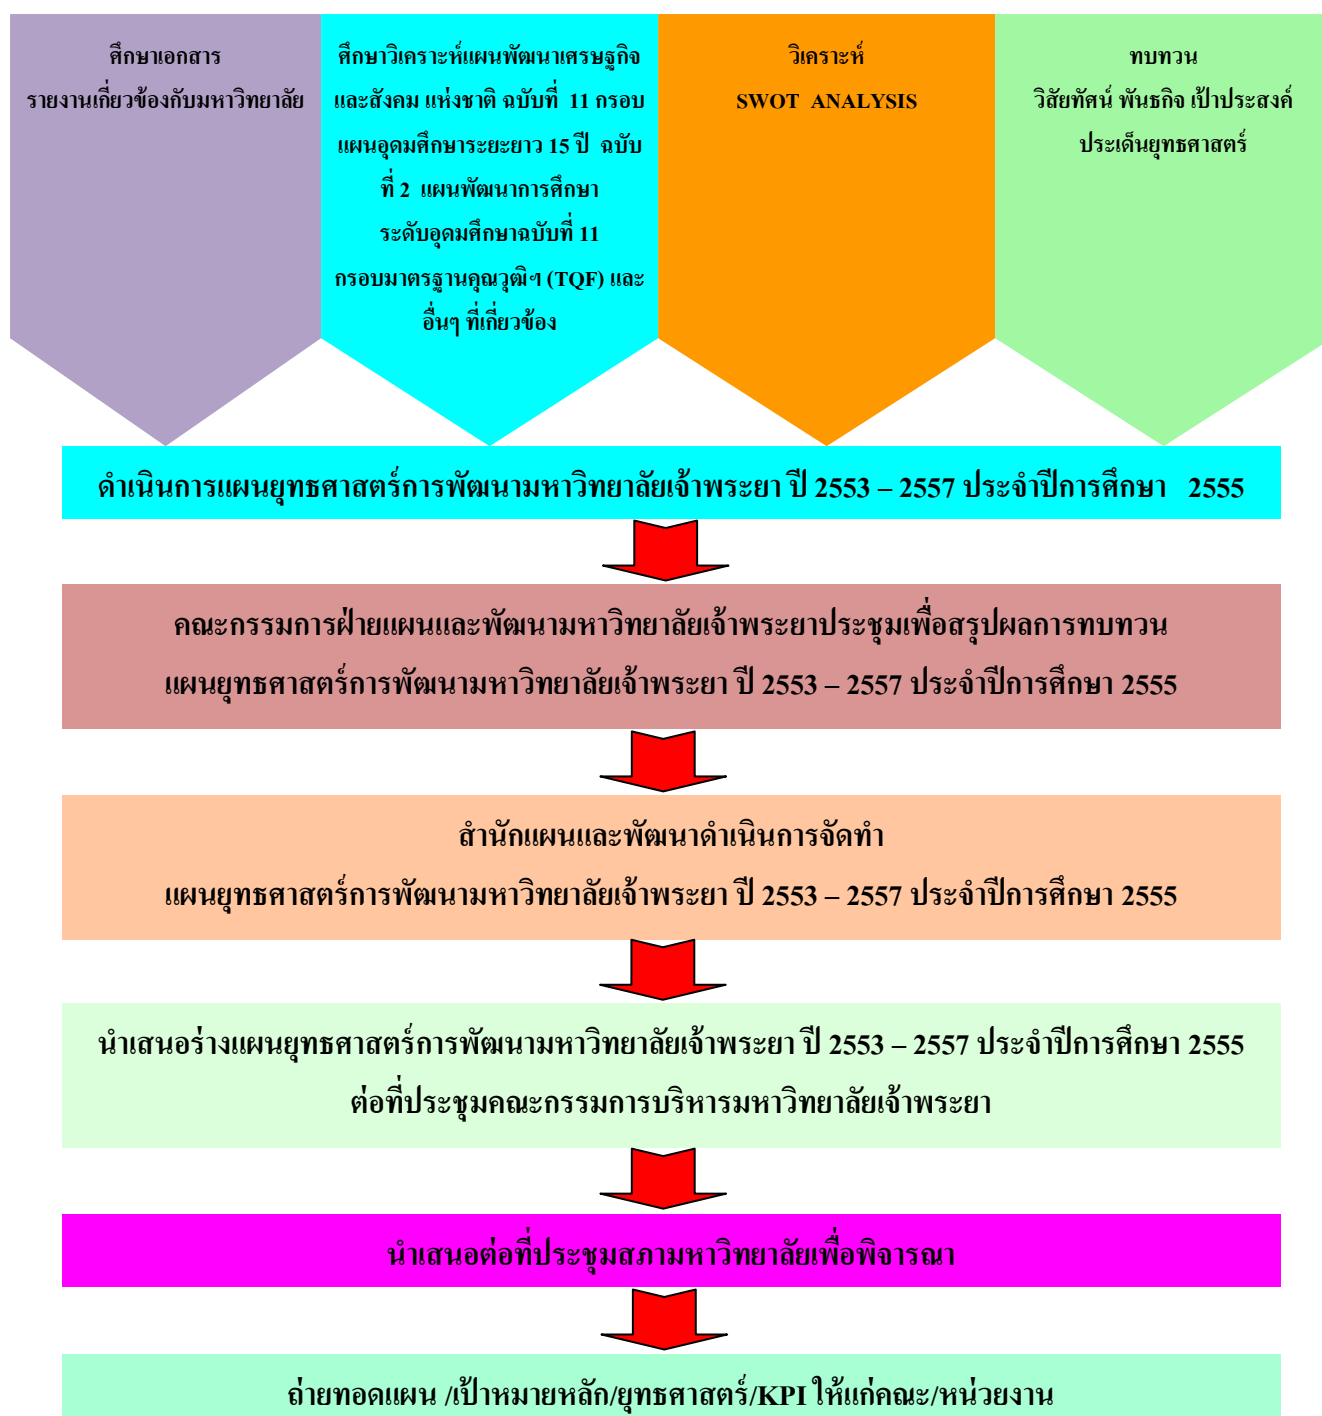 ศึกษาเอกสาร
รายงานเกี่ยวข้องกับมหาวิทยาลัย
ศึกษาวิเคราะห์แผนพัฒนาเศรษฐกิจ
และสังคม แห่งชาติ ฉบับที่ 11 กรอบ
แผนอุดมศึกษาระยะยาว 15 ปี ฉบับ
ที่ 2 แผนพัฒนาการศึกษา
ระดับอุดมศึกษาฉบับที่ 11
กรอบมาตรฐานคุณวุฒิฯ (TQF) และ
อื่นๆ ที่เกี่ยวข้อง
วิเคราะห์
SWOT ANALYSIS
ทบทวน
วิสัยทัศน์ พันธกิจ เป้าประสงค์
ประเด็นยุทธศาสตร์
ดำเนินการแผนยุทธศาสตร์การพัฒนามหาวิทยาลัยเจ้าพระยา ปี 2553 – 2557 ประจำปีการศึกษา 2555
คณะกรรมการฝ่ายแผนและพัฒนามหาวิทยาลัยเจ้าพระยาประชุมเพื่อสรุปผลการทบทวน
แผนยุทธศาสตร์การพัฒนามหาวิทยาลัยเจ้าพระยา ปี 2553 – 2557 ประจำปีการศึกษา 2555
สำนักแผนและพัฒนาดำเนินการจัดทำ
แผนยุทธศาสตร์การพัฒนามหาวิทยาลัยเจ้าพระยา ปี 2553 – 2557 ประจำปีการศึกษา 2555
นำเสนอร่างแผนยุทธศาสตร์การพัฒนามหาวิทยาลัยเจ้าพระยา ปี 2553 – 2557 ประจำปีการศึกษา 2555
ต่อที่ประชุมคณะกรรมการบริหารมหาวิทยาลัยเจ้าพระยา
นำเสนอต่อที่ประชุมสภามหาวิทยาลัยเพื่อพิจารณา
ถ่ายทอดแผน /เป้าหมายหลัก/ยุทธศาสตร์/KPI ให้แก่คณะ/หน่วยงาน